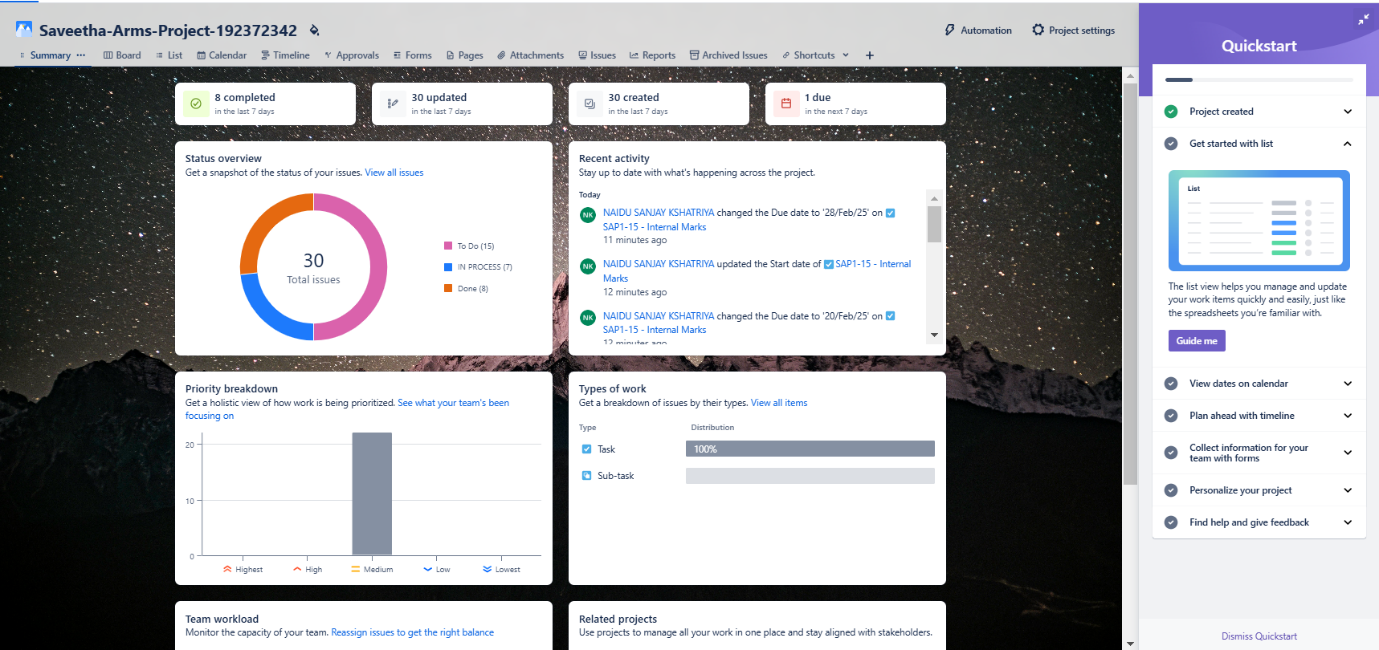 Saveetha-Arms-Project-192372342
Automation
Project settings
Summary
Board
List
Calendar
Timeline
Approvals
Forms
Pages
Attachments
Issues
Reports
Archived Issues
Shortcuts
8 completed
in the last 7 days
30 updated
in the last 7 days
30 created
in the last 7 days
1 due
in the next 7 days
Status overview
Get a snapshot of the status of your issues. View all issues
30
Total issues
To Do (15)
IN PROCESS (7)
Done (8)
Recent activity
Stay up to date with what's happening across the project.
Today
NK
NAIDU SANJAY KSHATRIYA changed the Due date to '28/Feb/25' on
SAP1-15 - Internal Marks
11 minutes ago
NK
NAIDU SANJAY KSHATRIYA updated the Start date of SAP1-15 - Internal
Marks
12 minutes ago
NK
NAIDU SANJAY KSHATRIYA changed the Due date to '20/Feb/25' on
SAP1-15 - Internal Marks
12 minutes ago
Priority breakdown
Get a holistic view of how work is being prioritized. See what your team's been
focusing on
20
10
0
Highest
High
Medium
Low
Lowest
Types of work
Get a breakdown of issues by their types. View all items
Type
Distribution
Task
100%
Sub-task
Team workload
Monitor the capacity of your team. Reassign issues to get the right balance
Related projects
Use projects to manage all your work in one place and stay aligned with stakeholders.
Quickstart
Project created
Get started with list
List
The list view helps you manage and update
your work items quickly and easily, just like
the spreadsheets you're familiar with.
Guide me
View dates on calendar
Plan ahead with timeline
Collect information for your
team with forms
Personalize your project
Find help and give feedback
Dismiss Quickstart